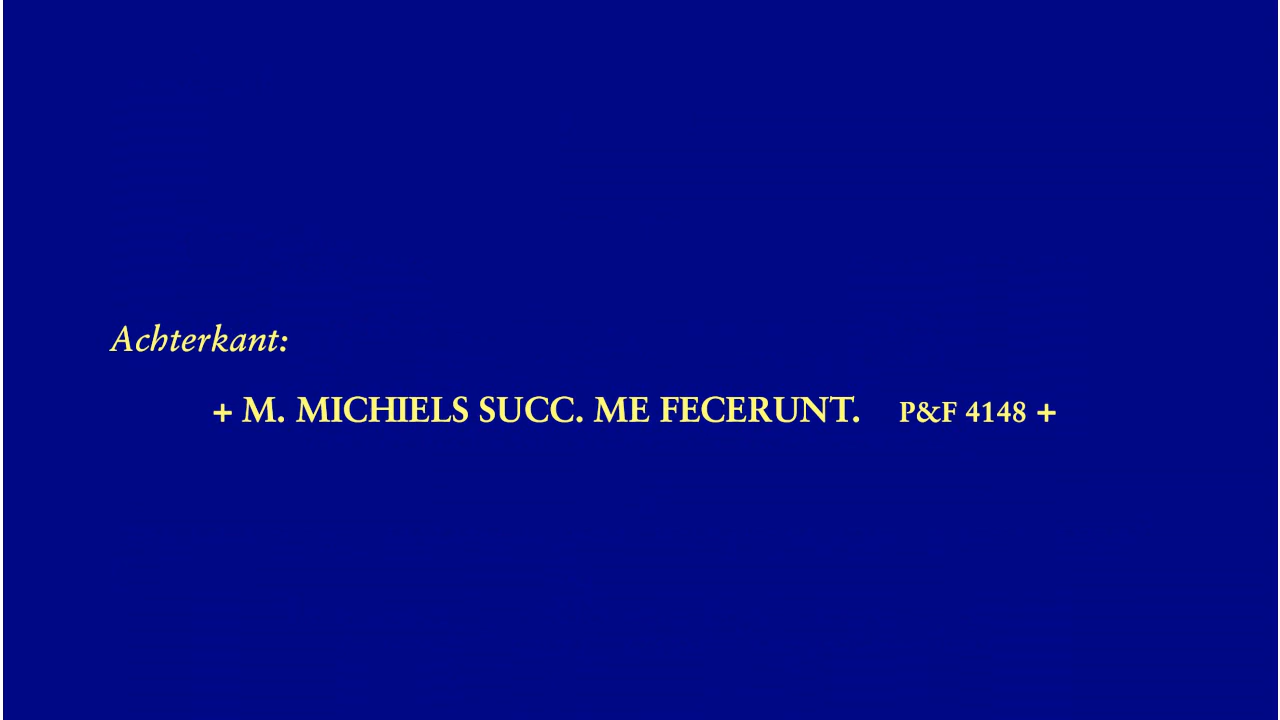 Achterkant:
+ M. MICHIELS SUCC. ME FECERUNT. P&F 4148 +